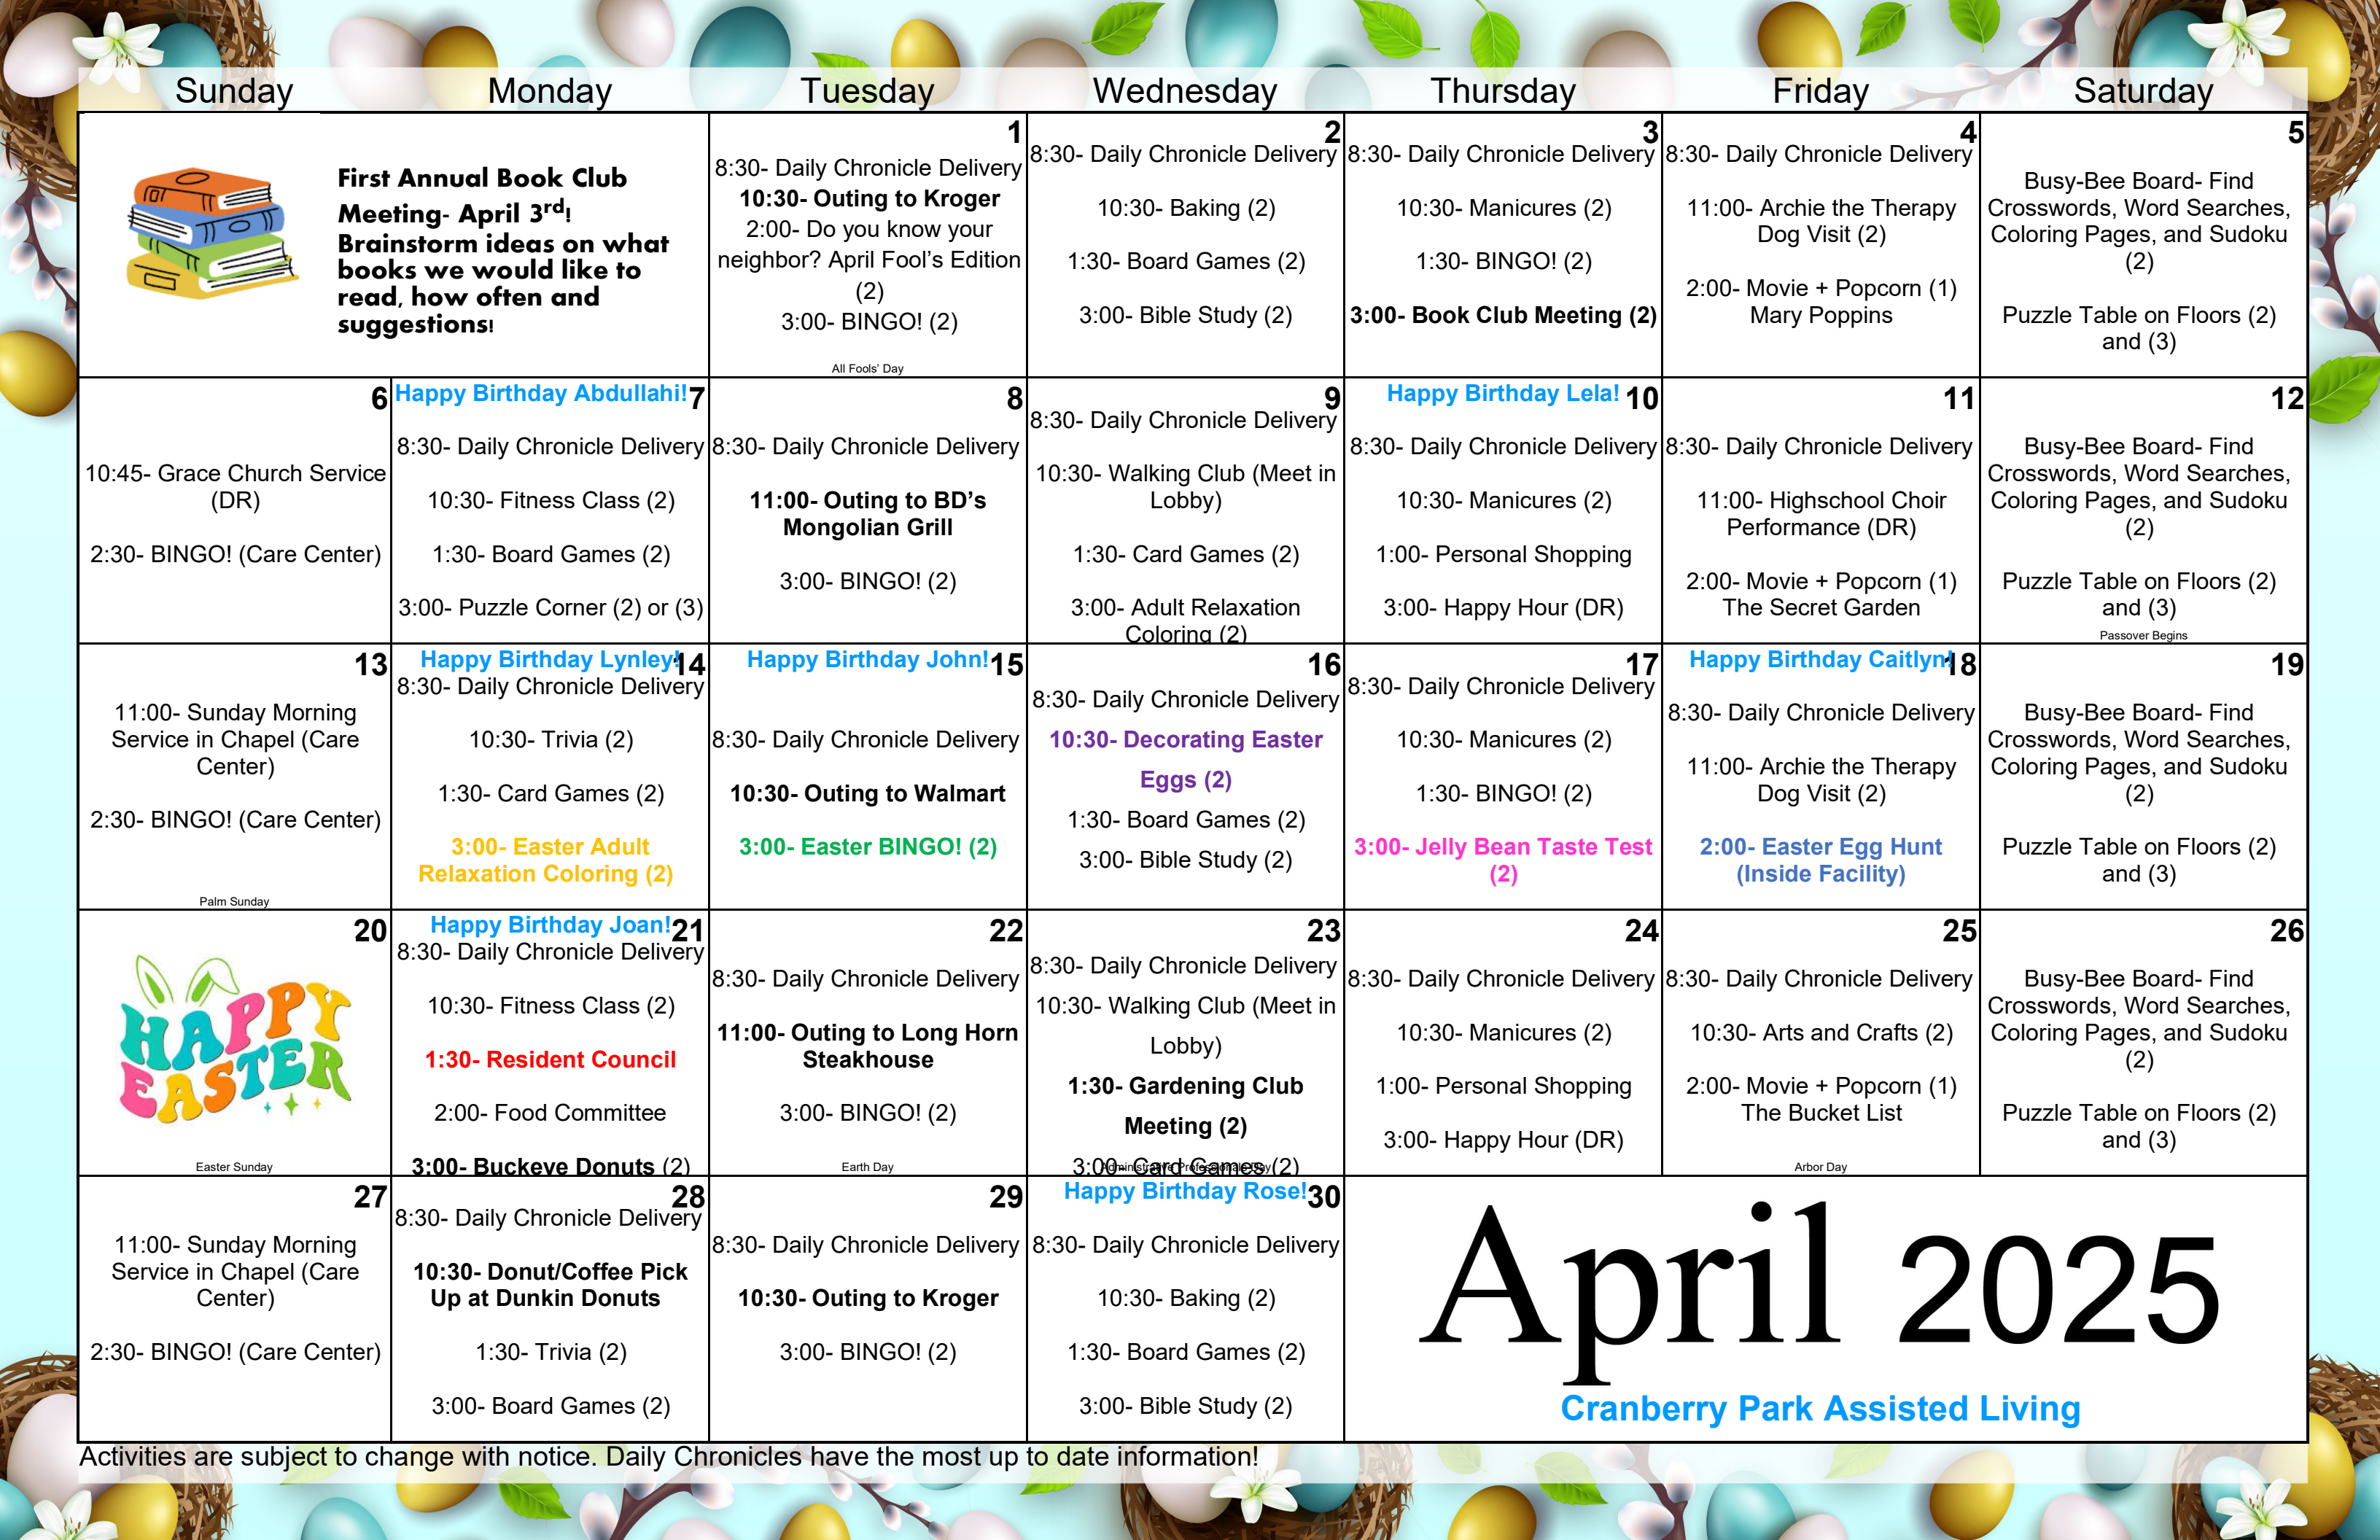 Sunday Monday Tuesday Wednesday Thursday Friday Saturday
First Annual Book Club
Meeting- April 3rd!
Brainstorm ideas on what
books we would like to
read, how often and
suggestions!
1
8:30- Daily Chronicle Delivery
10:30- Outing to Kroger
2:00- Do you know your
neighbor? April Fool's Edition
(2)
3:00- BINGO! (2)
All Fools' Day
2
8:30- Daily Chronicle Delivery
10:30- Baking (2)
1:30- Board Games (2)
3:00- Bible Study (2)
3
8:30- Daily Chronicle Delivery
10:30- Manicures (2)
1:30- BINGO! (2)
3:00- Book Club Meeting (2)
4
8:30- Daily Chronicle Delivery
11:00- Archie the Therapy
Dog Visit (2)
2:00- Movie + Popcorn (1)
Mary Poppins
5
Busy-Bee Board- Find
Crosswords, Word Searches,
Coloring Pages, and Sudoku
(2)
Puzzle Table on Floors (2)
and (3)
6
10:45- Grace Church Service
(DR)
2:30- BINGO! (Care Center)
Happy Birthday Abdullahi! 7
8:30- Daily Chronicle Delivery
10:30- Fitness Class (2)
1:30- Board Games (2)
3:00- Puzzle Corner (2) or (3)
8
8:30- Daily Chronicle Delivery
11:00- Outing to BD's
Mongolian Grill
3:00- BINGO! (2)
9
8:30- Daily Chronicle Delivery
10:30- Walking Club (Meet in
Lobby)
1:30- Card Games (2)
3:00- Adult Relaxation
Coloring (2)
Happy Birthday Lela! 10
8:30- Daily Chronicle Delivery
10:30- Manicures (2)
1:00- Personal Shopping
3:00- Happy Hour (DR)
11
8:30- Daily Chronicle Delivery
11:00- Highschool Choir
Performance (DR)
2:00- Movie + Popcorn (1)
The Secret Garden
12
Busy-Bee Board- Find
Crosswords, Word Searches,
Coloring Pages, and Sudoku
(2)
Puzzle Table on Floors (2)
and (3)
Passover Begins
13
11:00- Sunday Morning
Service in Chapel (Care
Center)
2:30- BINGO! (Care Center)
Palm Sunday
Happy Birthday Lynley! 14
8:30- Daily Chronicle Delivery
10:30- Trivia (2)
1:30- Card Games (2)
3:00- Easter Adult
Relaxation Coloring (2)
Happy Birthday John! 15
8:30- Daily Chronicle Delivery
10:30- Outing to Walmart
3:00- Easter BINGO! (2)
16
8:30- Daily Chronicle Delivery
10:30- Decorating Easter
Eggs (2)
1:30- Board Games (2)
3:00- Bible Study (2)
17
8:30- Daily Chronicle Delivery
10:30- Manicures (2)
1:30- BINGO! (2)
3:00- Jelly Bean Taste Test
(2)
Happy Birthday Caitlyn! 18
8:30- Daily Chronicle Delivery
11:00- Archie the Therapy
Dog Visit (2)
2:00- Easter Egg Hunt
(Inside Facility)
19
Busy-Bee Board- Find
Crosswords, Word Searches,
Coloring Pages, and Sudoku
(2)
Puzzle Table on Floors (2)
and (3)
20
HAPPY
EASTER
Easter Sunday
Happy Birthday Joan! 21
8:30- Daily Chronicle Delivery
10:30- Fitness Class (2)
1:30- Resident Council
2:00- Food Committee
3:00- Buckeye Donuts (2)
22
8:30- Daily Chronicle Delivery
11:00- Outing to Long Horn
Steakhouse
3:00- BINGO! (2)
Earth Day
23
8:30- Daily Chronicle Delivery
10:30- Walking Club (Meet in
Lobby)
1:30- Gardening Club
Meeting (2)
3:00- Card Games (2)
Administrative Professionals Day
24
8:30- Daily Chronicle Delivery
10:30- Manicures (2)
1:00- Personal Shopping
3:00- Happy Hour (DR)
25
8:30- Daily Chronicle Delivery
10:30- Arts and Crafts (2)
2:00- Movie + Popcorn (1)
The Bucket List
Arbor Day
26
Busy-Bee Board- Find
Crosswords, Word Searches,
Coloring Pages, and Sudoku
(2)
Puzzle Table on Floors (2)
and (3)
27
11:00- Sunday Morning
Service in Chapel (Care
Center)
2:30- BINGO! (Care Center)
28
8:30- Daily Chronicle Delivery
10:30- Donut/Coffee Pick
Up at Dunkin Donuts
1:30- Trivia (2)
3:00- Board Games (2)
29
8:30- Daily Chronicle Delivery
10:30- Outing to Kroger
3:00- BINGO! (2)
Happy Birthday Rose! 30
8:30- Daily Chronicle Delivery
10:30- Baking (2)
1:30- Board Games (2)
3:00- Bible Study (2)
April 2025
Cranberry Park Assisted Living
Activities are subject to change with notice. Daily Chronicles have the most up to date information!